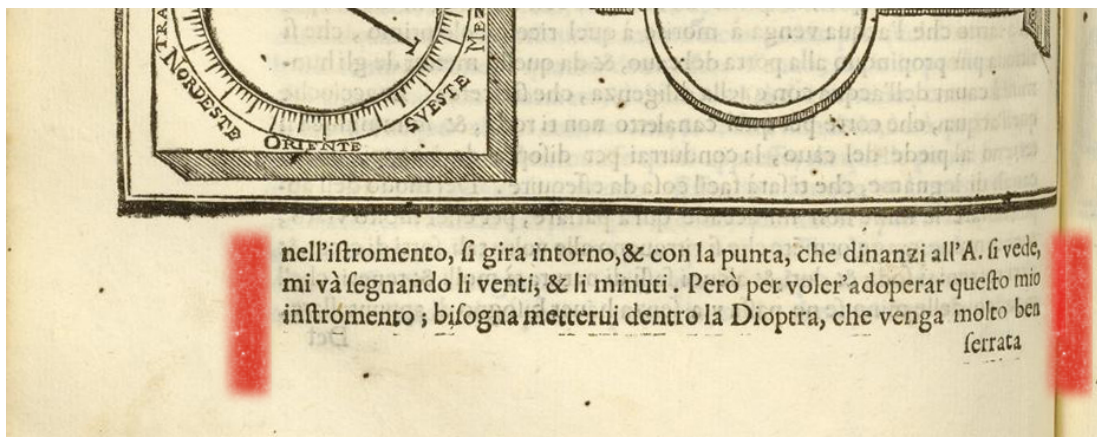 TRA
NORDESTE
ORIENTE
SVESTE
MEZ
nell'iſtromento, ſi gira intorno, & con la punta, che dinanzi all'A. ſi vede,
mi và ſegnando li venti, & li minuti. Però per voler'adoperar queſto mio
inſtromento; biſogna metterui dentro la Dioptra, che venga molto ben
ſerrata